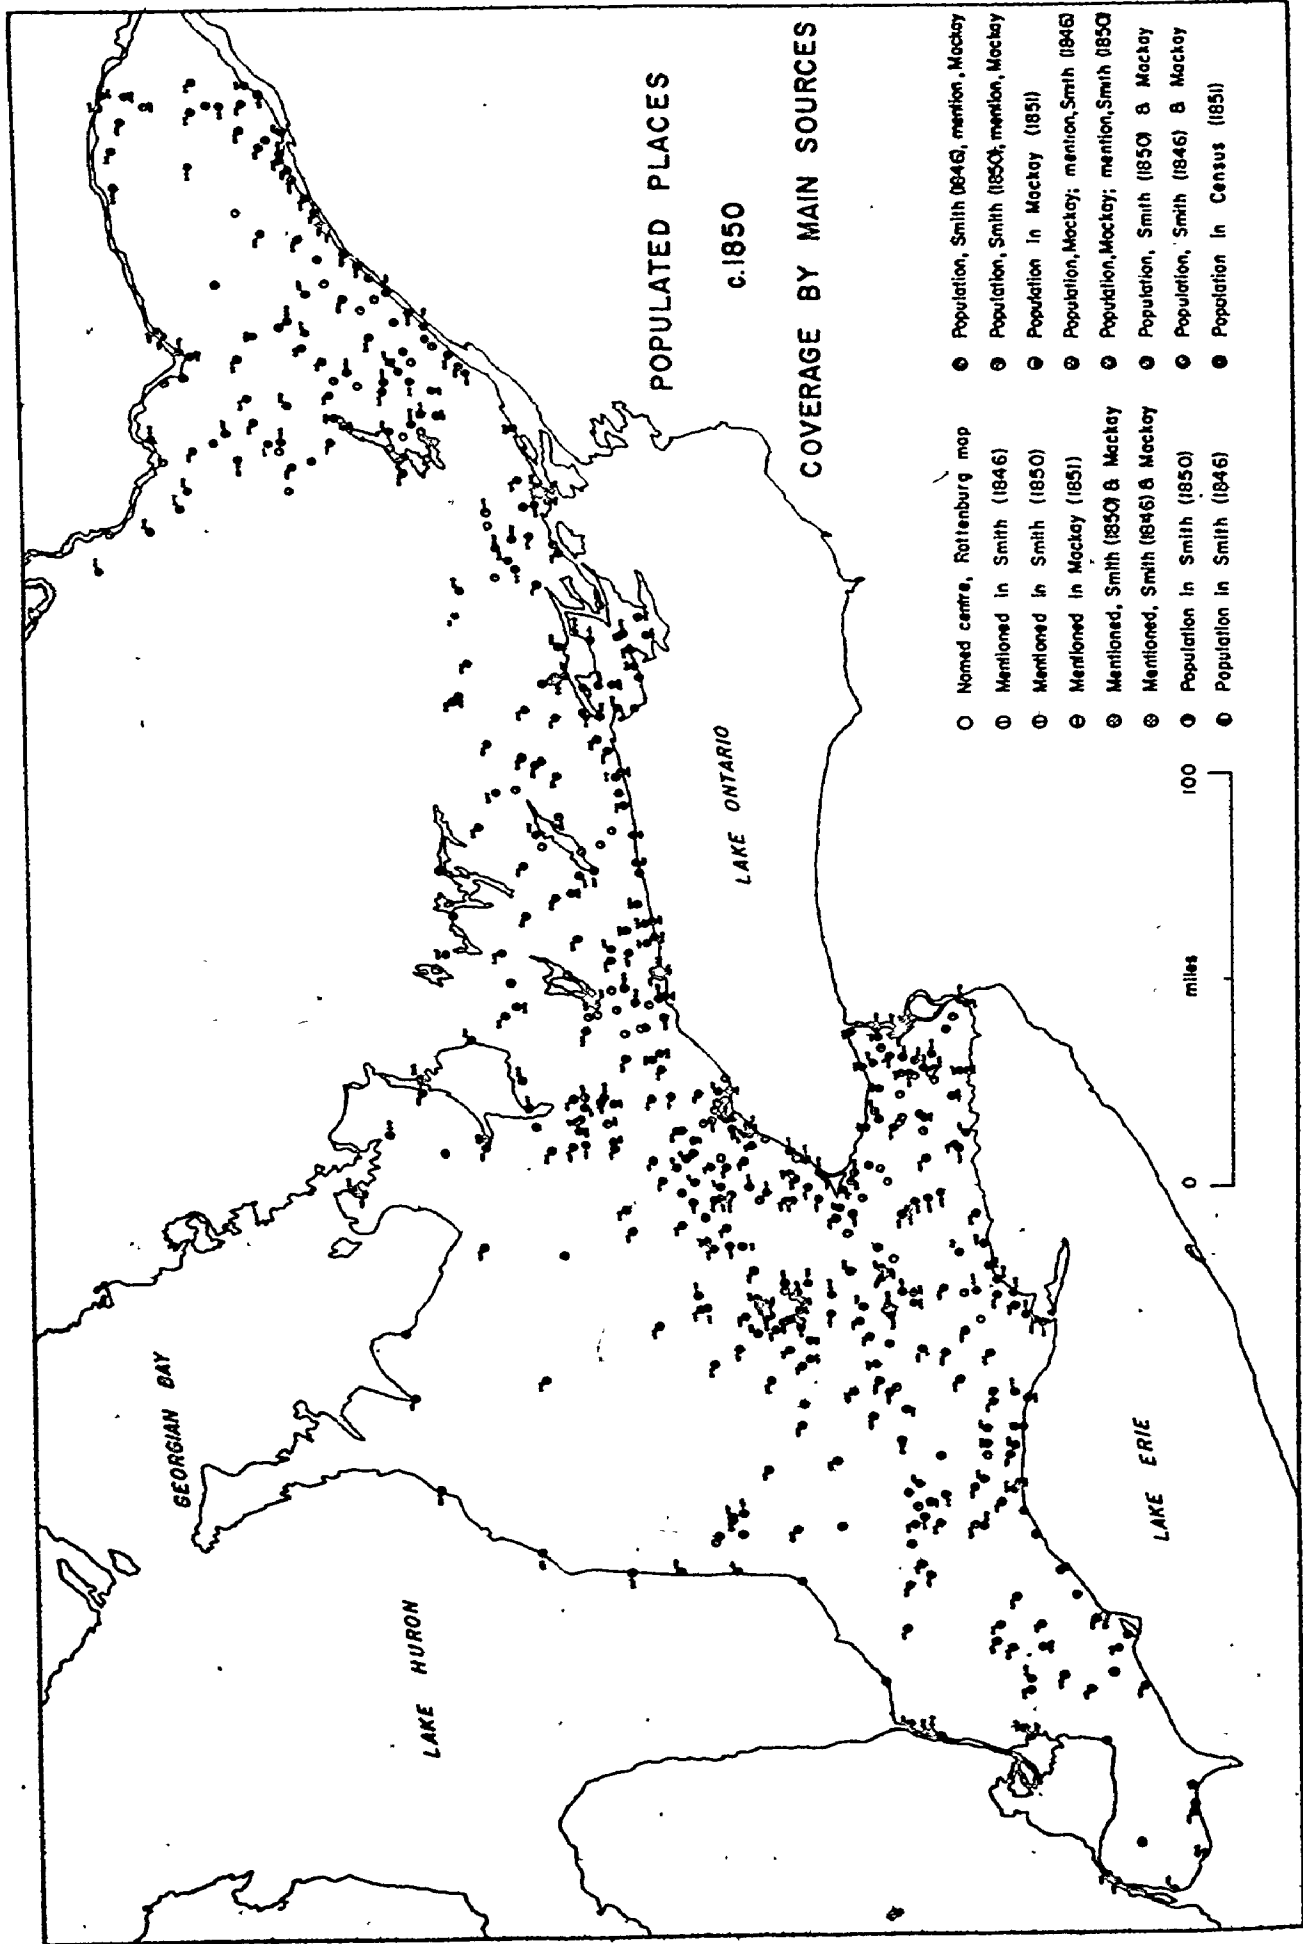 POPULATED PLACES
c.1850
COVERAGE BY MAIN SOURCES
GEORGIAN BAY
LAKE HURON
LAKE ONTARIO
LAKE ERIE
0 miles 100
Named centre, Rottenburg map
Mentioned in Smith (1846)
Mentioned in Smith (1850)
Mentioned in Mackay (1851)
Mentioned, Smith (1850) & Mackay
Mentioned, Smith (1846) & Mackay
Population in Smith (1850)
Population in Smith (1846)
Population, Smith (1846), mention, Mackay
Population, Smith (1850); mention, Mackay
Population in Mackay (1851)
Population, Mackay; mention, Smith (1846)
Population, Mackay; mention, Smith (1850)
Population, Smith (1850) & Mackay
Population, Smith (1846) & Mackay
Population in Census (1851)